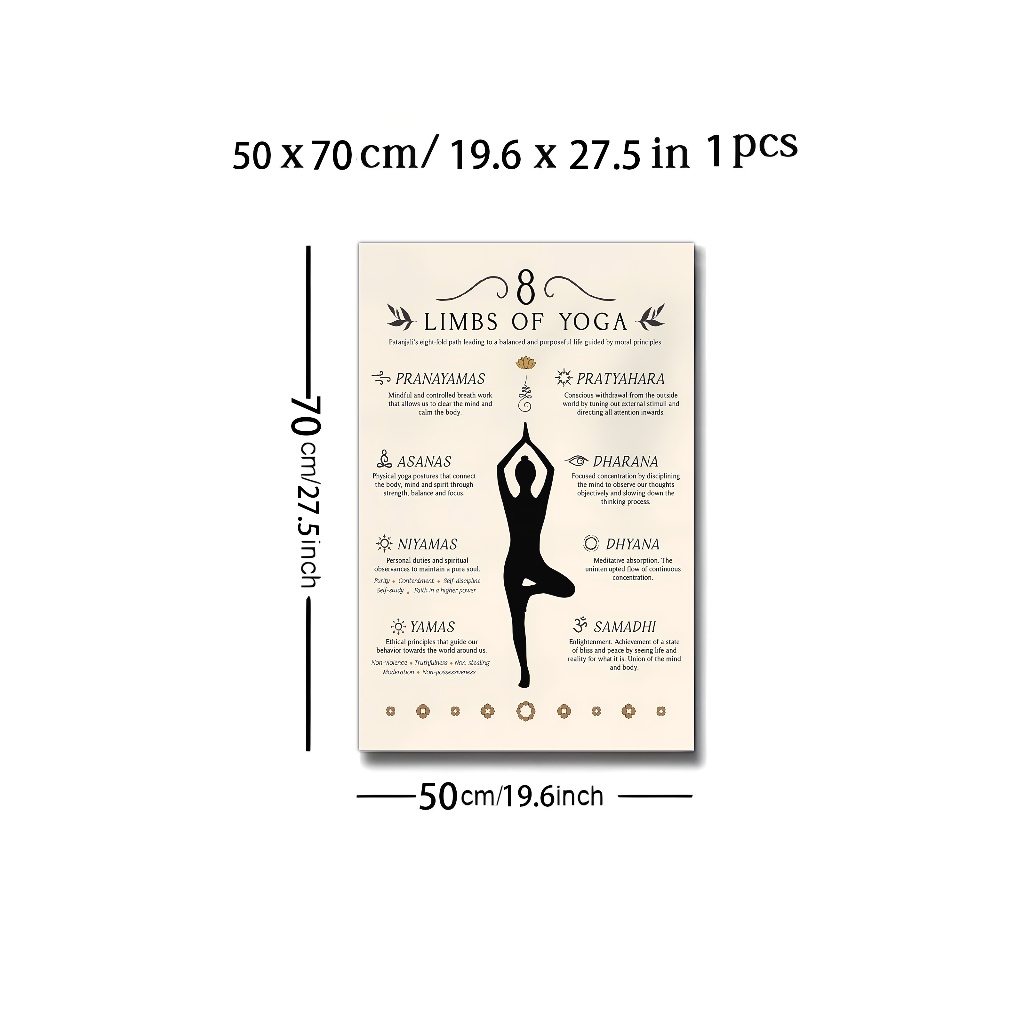 50 x 70 cm/ 19.6 x 27.5 in 1 pcs
8
LIMBS OF YOGA
Patanjali's eight-fold path leading to a balanced and purposeful life guided by moral principles
PRANAYAMAS
Mindful and controlled breath work
that allows us to clear the mind and
calm the body.
ASANAS
Physical yoga postures that connect
the body, mind and spirit through
strength, balance and focus.
NIYAMAS
Personal duties and spiritual
observances to maintain a pure soul.
Purity • Contentment • Self-discipline
Self-study • Faith in a higher power
YAMAS
Ethical principles that guide our
behavior towards the world around us.
Non-violence • Truthfulness • Non-stealing
Moderation • Non-possessiveness
PRATYAHARA
Conscious withdrawal from the outside
world by tuning out external stimuli and
directing all attention inwards
DHARANA
Focused concentration by disciplining
the mind to observe our thoughts
objectively and slowing down the
thinking process.
DHYANA
Meditative absorption. The
uninterrupted flow of continuous
concentration.
ॐ SAMADHI
Enlightenment. Achievement of a state
of bliss and peace by seeing life and
reality for what it is. Union of the mind
and body.
70cm/27.5inch
50cm/19.6inch